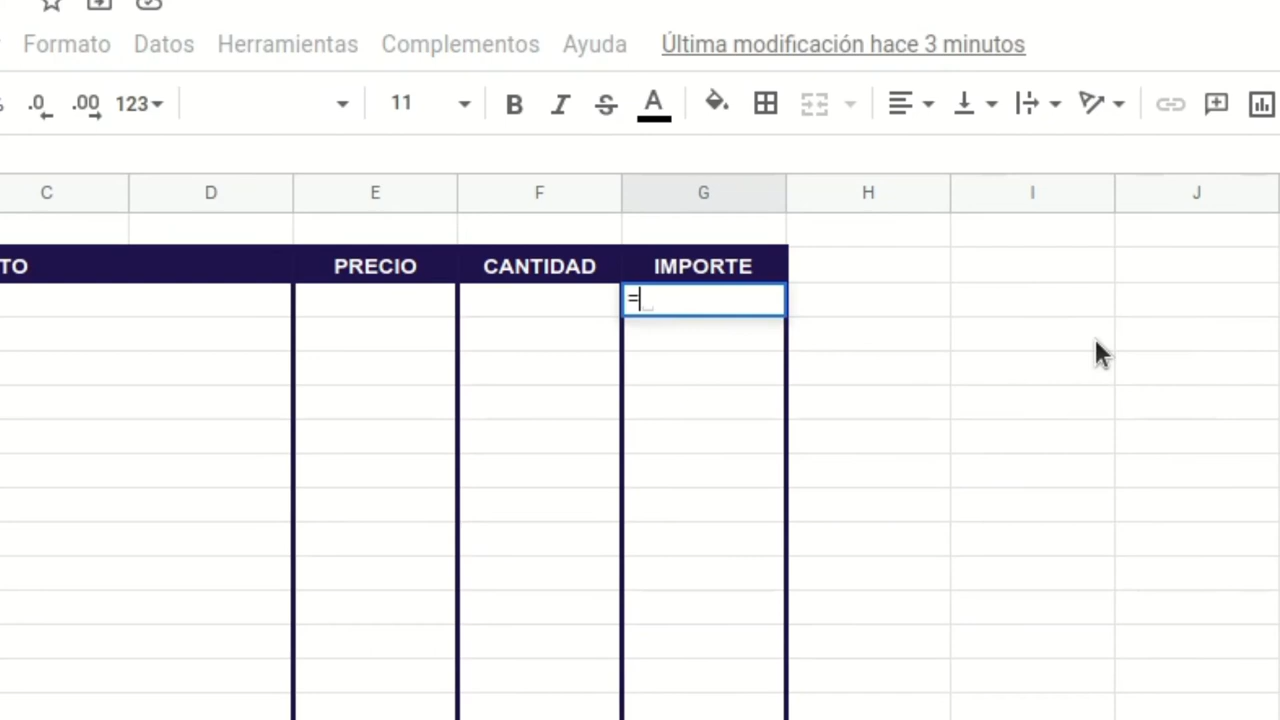 Formato Datos Herramientas Complementos Ayuda Última modificación hace 3 minutos
% .0 .00 123 11 B I S A
C D E F G H I J
TO PRECIO CANTIDAD IMPORTE
=